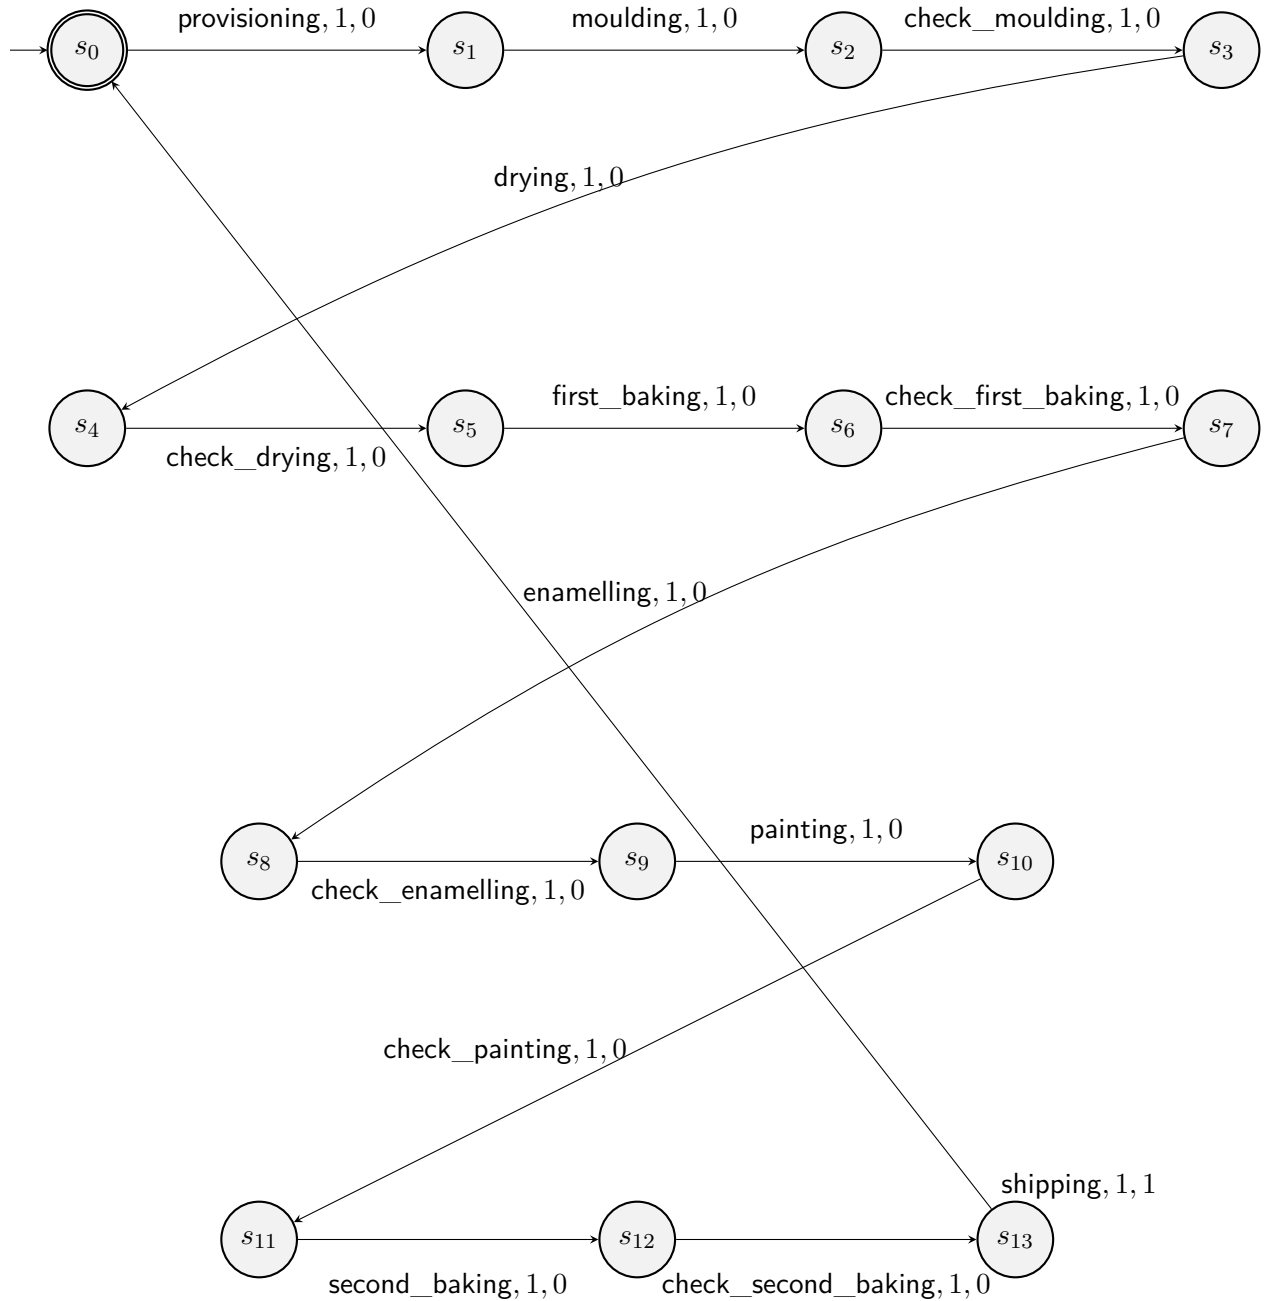 provisioning, 1, 0
moulding, 1, 0
check_moulding, 1, 0
s0
s1
s2
s3
drying, 1, 0
first_baking, 1, 0
check_first_baking, 1, 0
s4
s5
s6
s7
check_drying, 1, 0
enamelling, 1, 0
painting, 1, 0
s8
s9
s10
check_enamelling, 1, 0
check_painting, 1, 0
shipping, 1, 1
s11
s12
s13
second_baking, 1, 0
check_second_baking, 1, 0